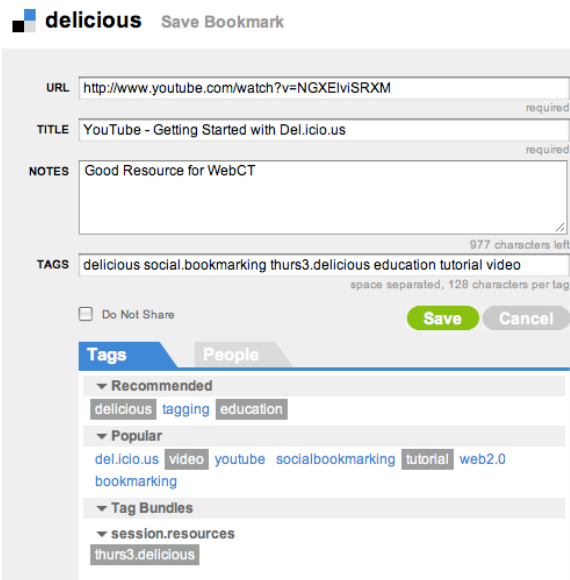 delicious Save Bookmark
URL http://www.youtube.com/watch?v=NGXElviSRXM
required
TITLE YouTube - Getting Started with Del.icio.us
required
NOTES Good Resource for WebCT
977 characters left
TAGS delicious social.bookmarking thurs3.delicious education tutorial video
space separated, 128 characters per tag
Do Not Share Save Cancel
Tags People
Recommended
delicious tagging education
Popular
del.icio.us video youtube socialbookmarking tutorial web2.0
bookmarking
Tag Bundles
session.resources
thurs3.delicious